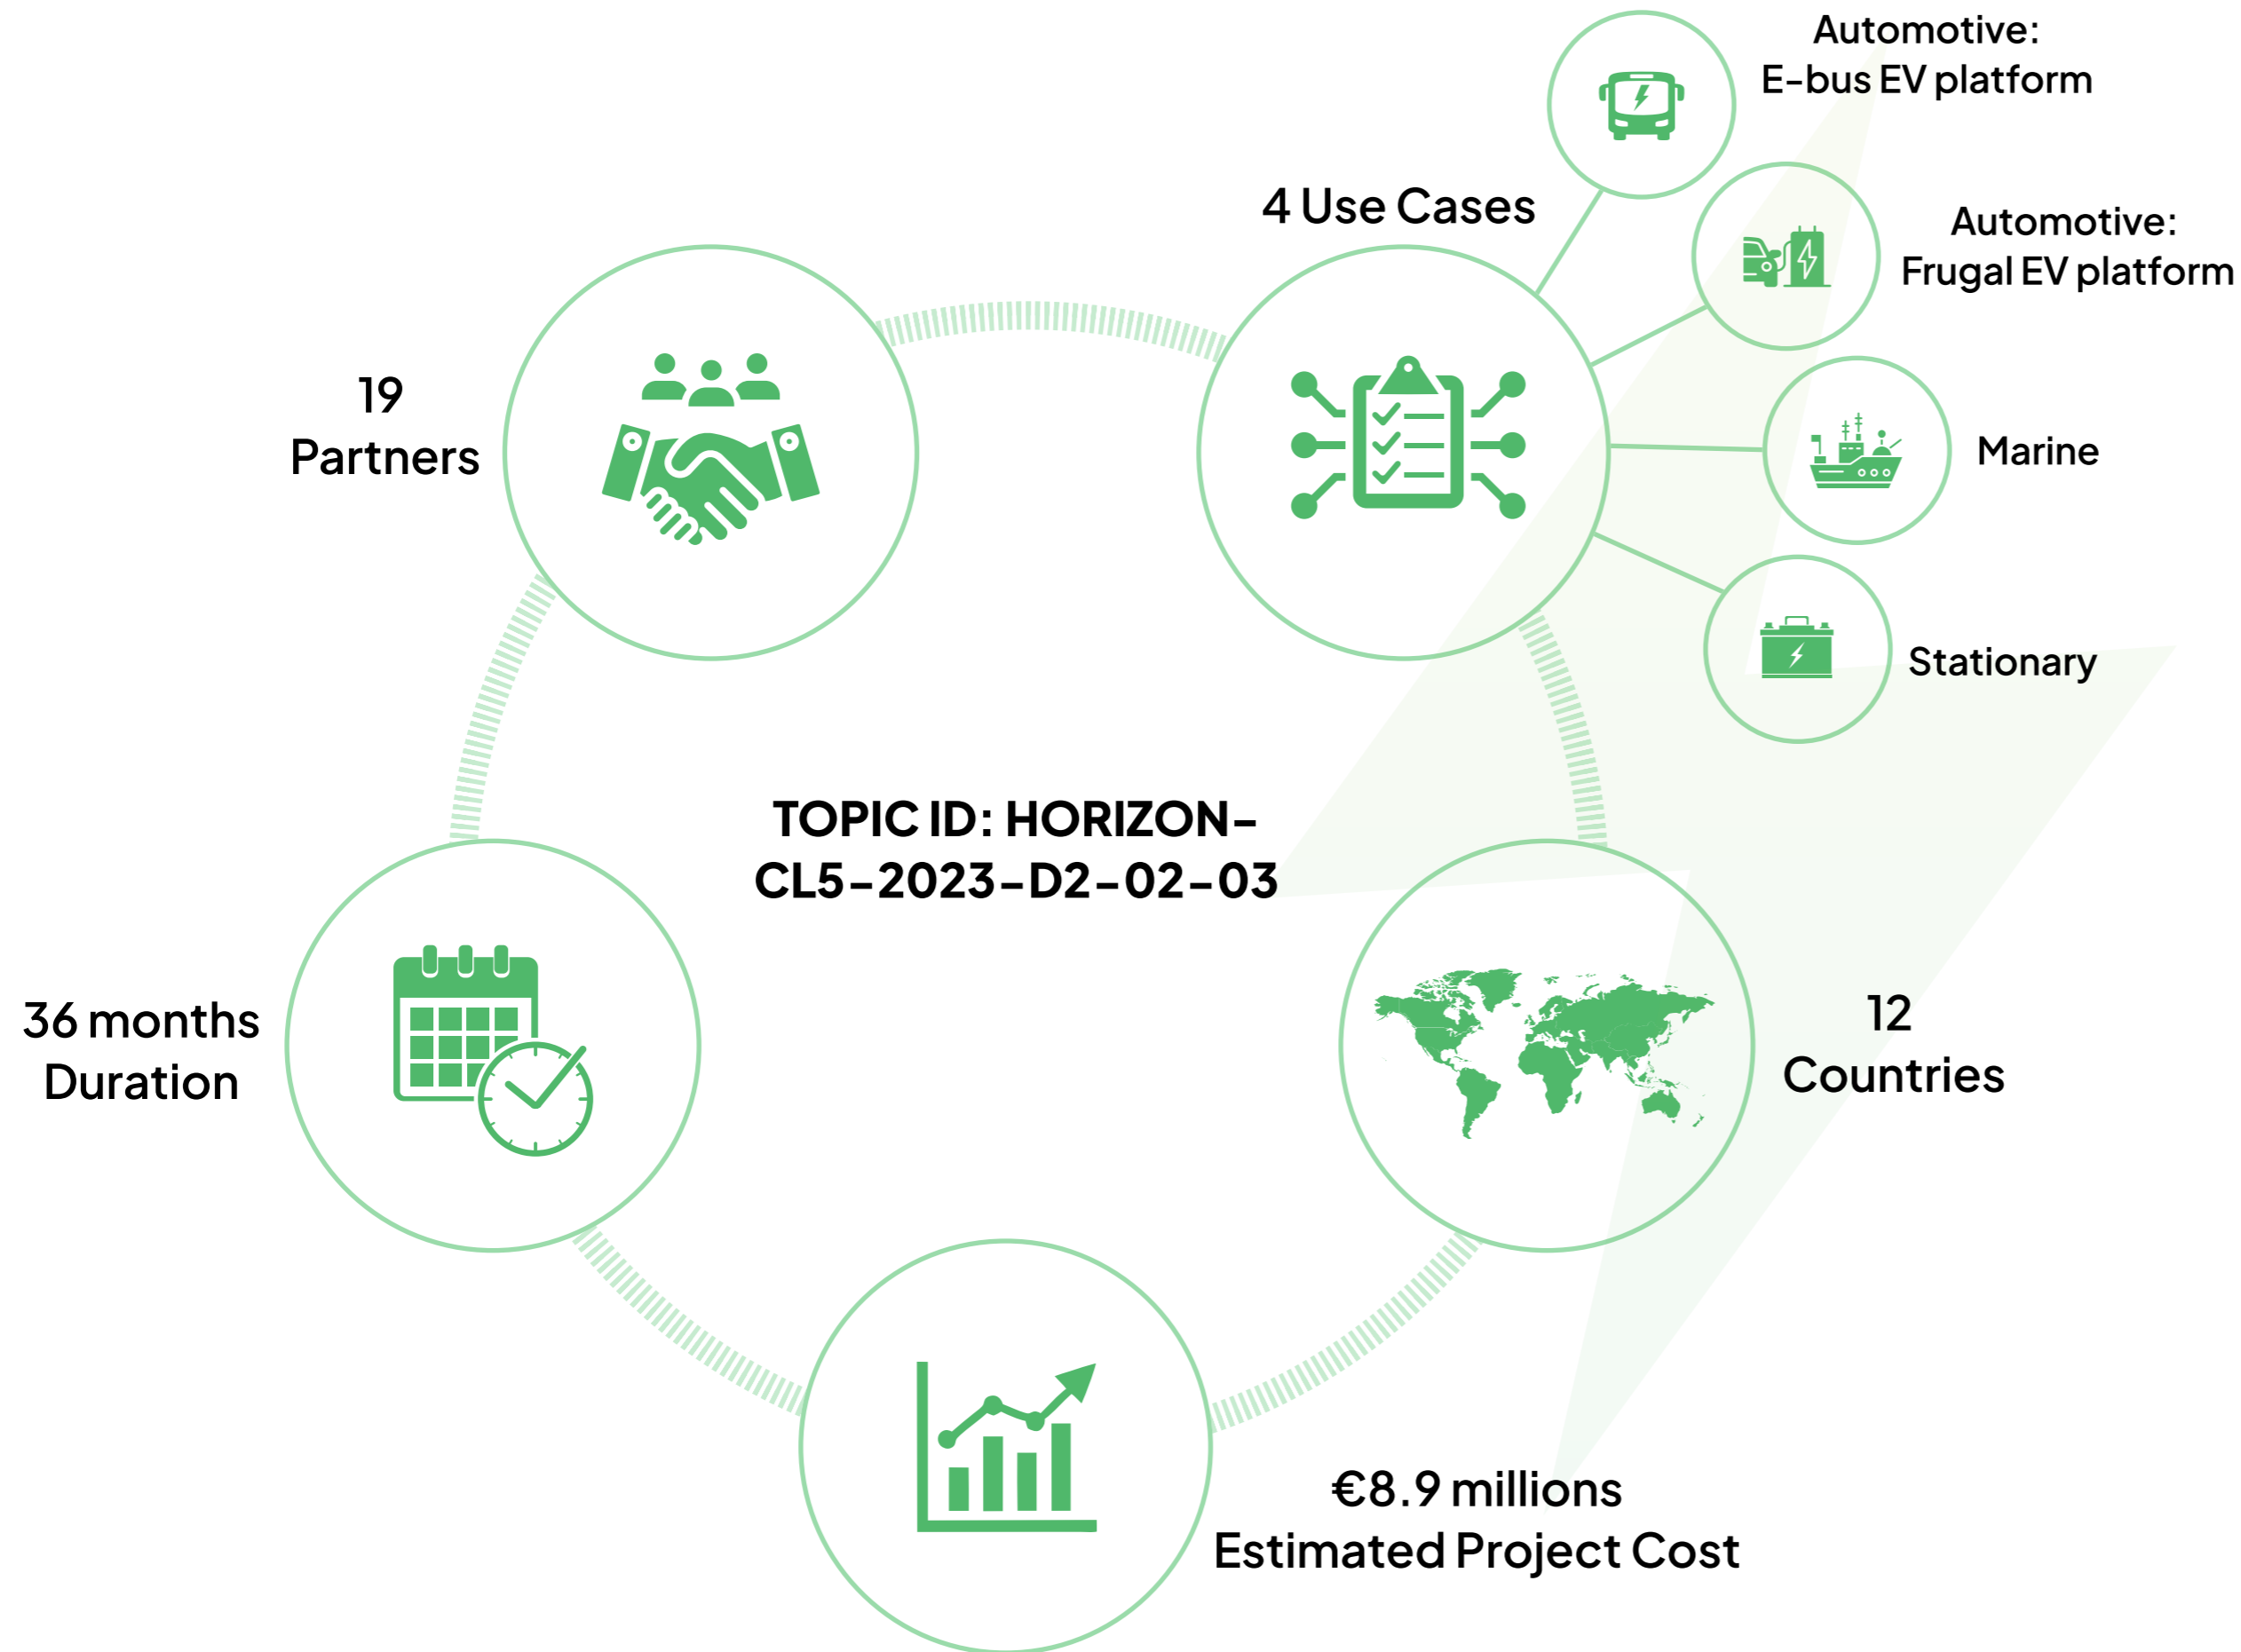 Automotive:
E-bus EV platform
4 Use Cases
Automotive:
Frugal EV platform
19
Partners
Marine
Stationary
TOPIC ID: HORIZON-
CL5-2023-D2-02-03
36 months
Duration
12
Countries
€8.9 millions
Estimated Project Cost